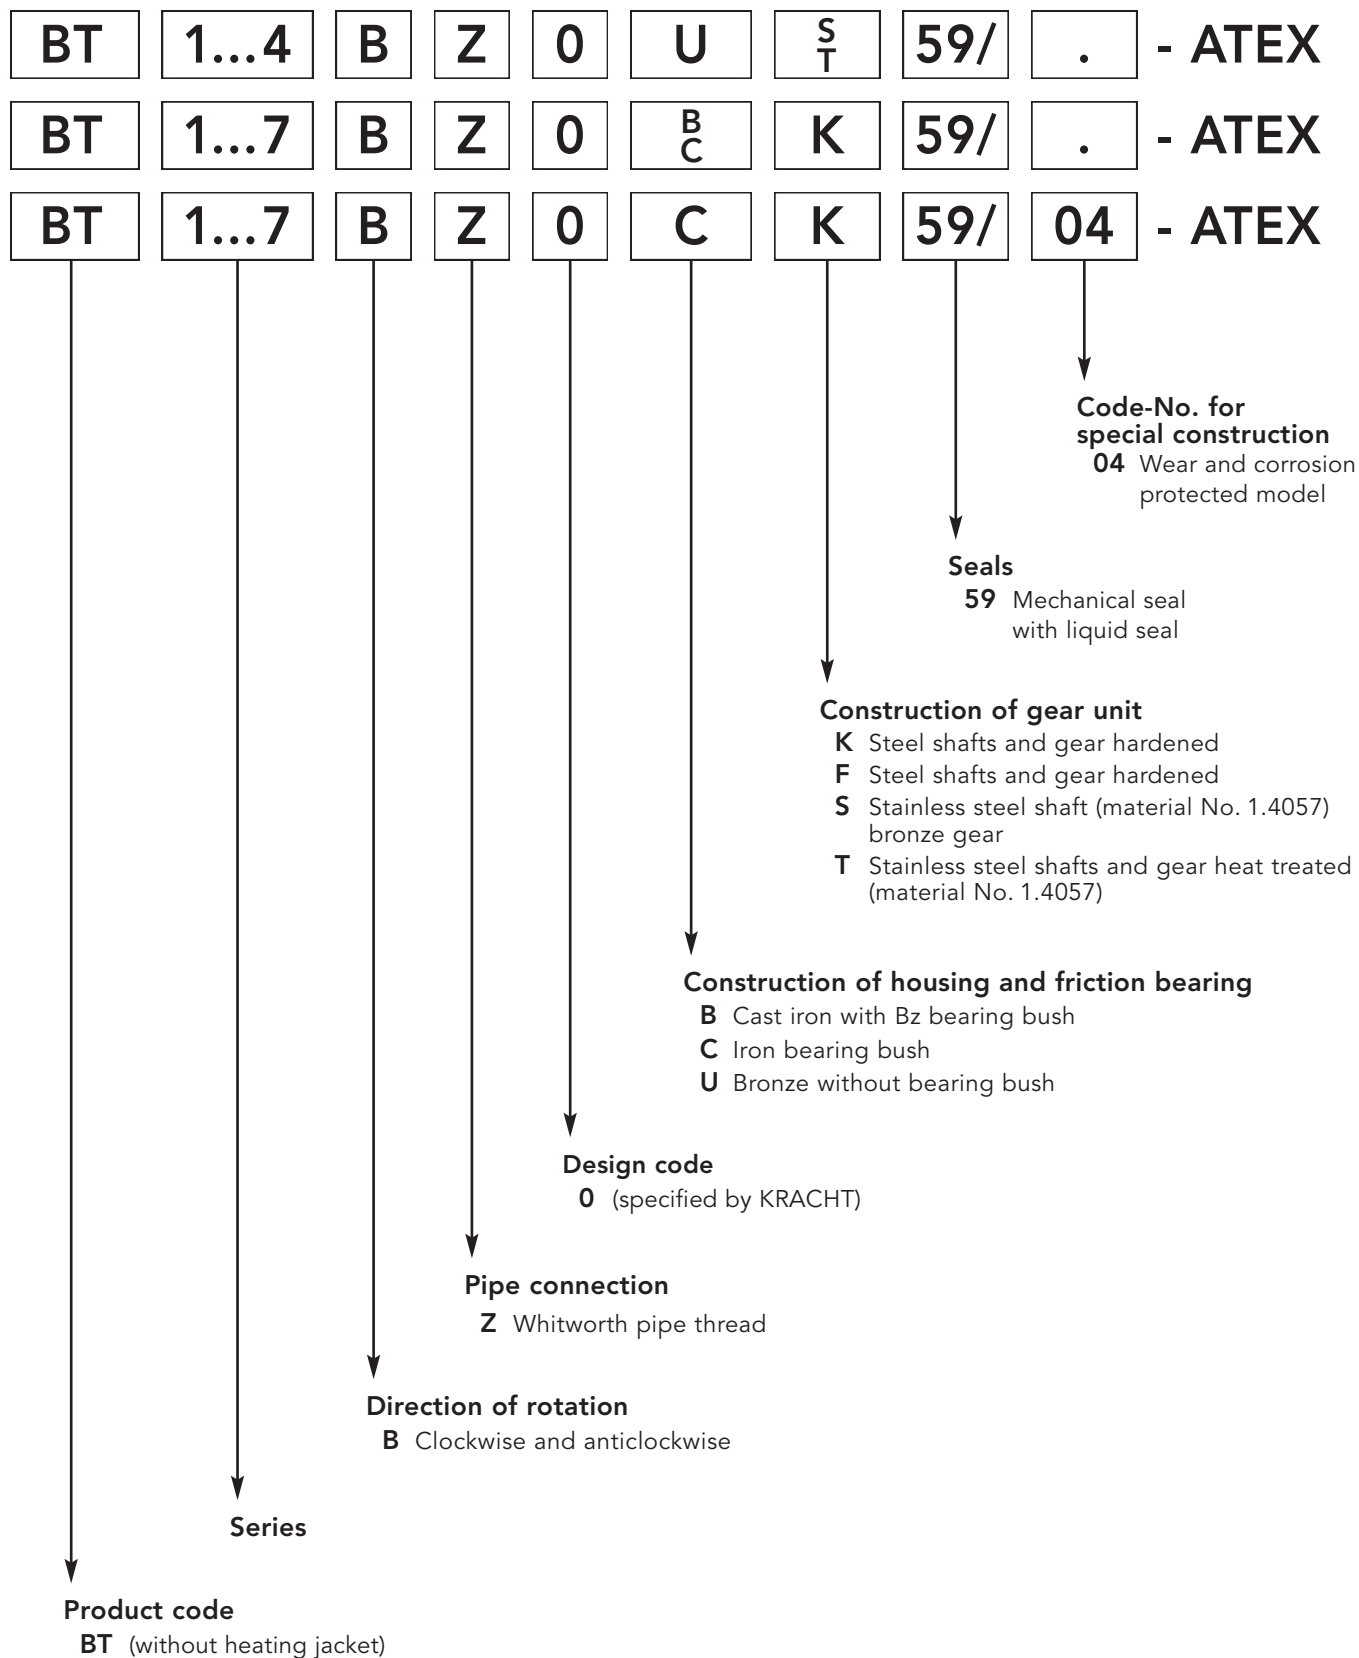 BT 1...4 B Z 0 U S T 59/ . - ATEX
BT 1...7 B Z 0 B C K 59/ . - ATEX
BT 1...7 B Z 0 C K 59/ 04 - ATEX
Code-No. for
special construction
04 Wear and corrosion
protected model
Seals
59 Mechanical seal
with liquid seal
Construction of gear unit
K Steel shafts and gear hardened
F Steel shafts and gear hardened
S Stainless steel shaft (material No. 1.4057)
bronze gear
T Stainless steel shafts and gear heat treated
(material No. 1.4057)
Construction of housing and friction bearing
B Cast iron with Bz bearing bush
C Iron bearing bush
U Bronze without bearing bush
Design code
0 (specified by KRACHT)
Pipe connection
Z Whitworth pipe thread
Direction of rotation
B Clockwise and anticlockwise
Series
Product code
BT (without heating jacket)